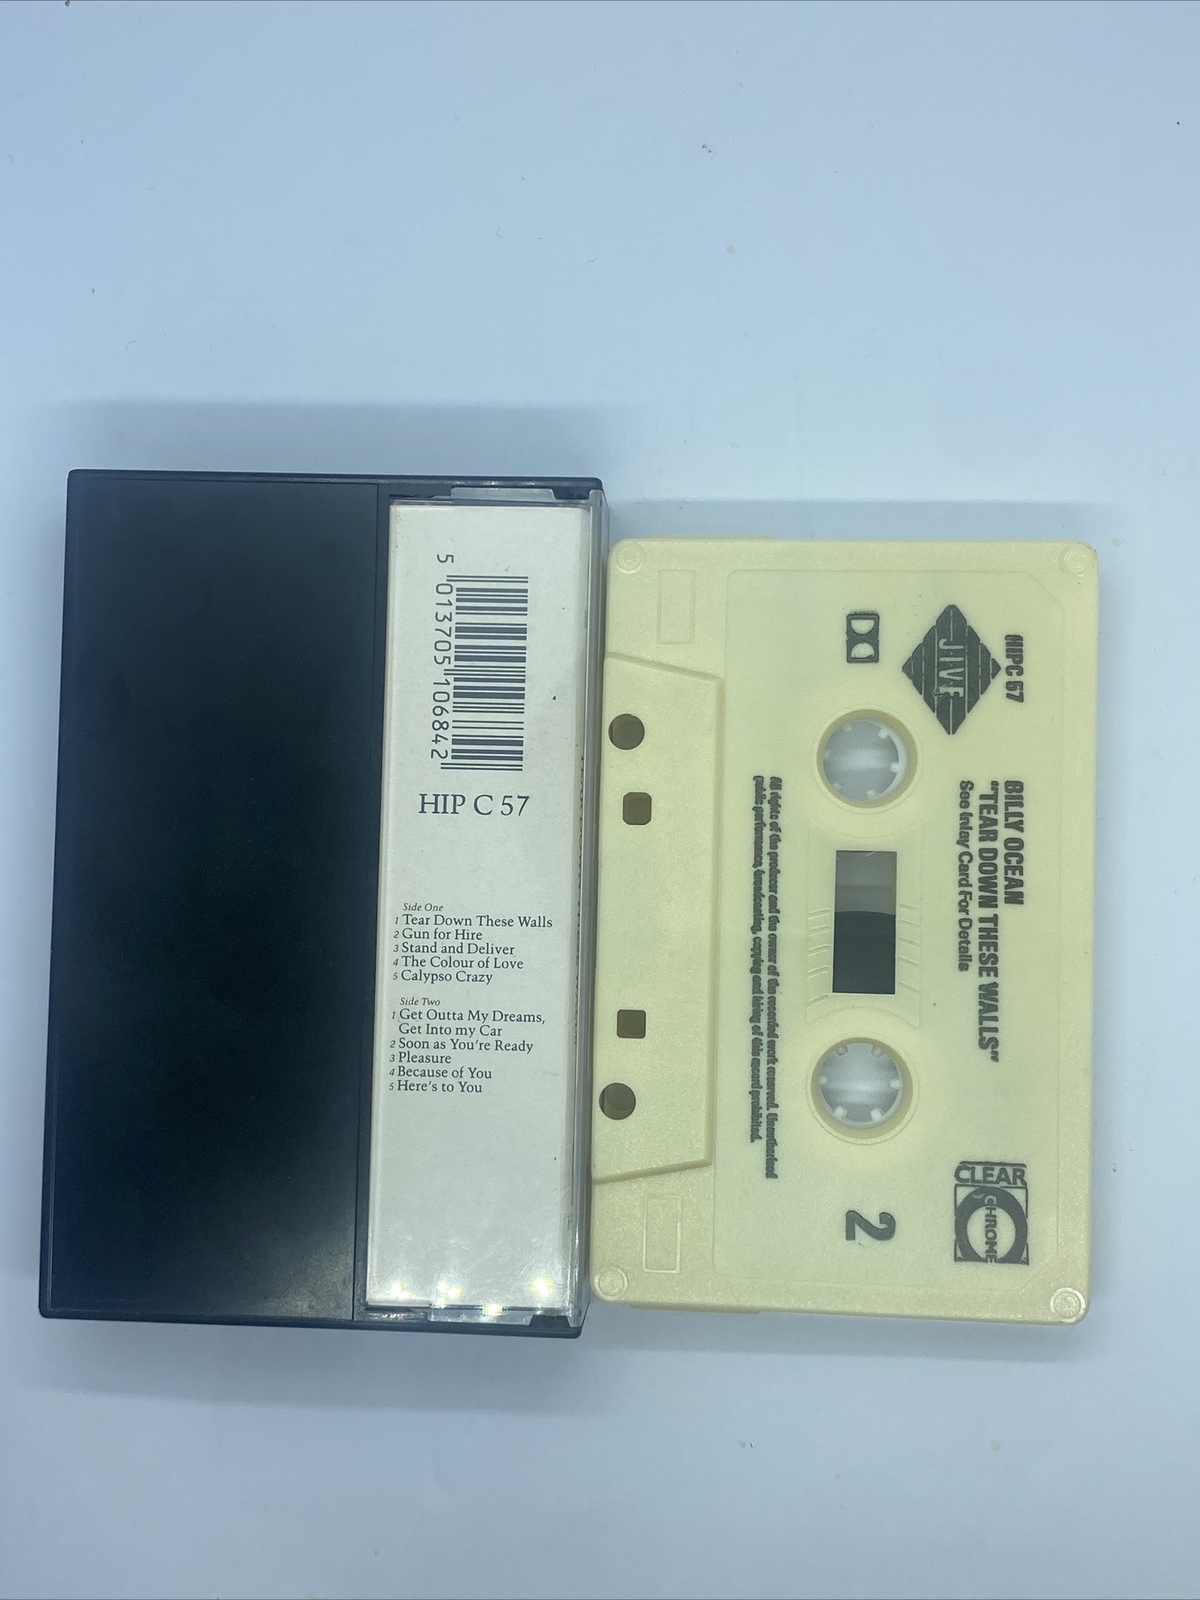 5 013705 106842
HIP C 57
Side One
1 Tear Down These Walls
2 Gun for Hire
3 Stand and Deliver
4 The Colour of Love
5 Calypso Crazy
Side Two
1 Get Outta My Dreams,
Get Into my Car
2 Soon as You're Ready
3 Pleasure
4 Because of You
5 Here's to You
HIPC 57
JIVE
BILLY OCEAN
"TEAR DOWN THESE WALLS"
See Inlay Card For Details
CLEAR
CHROME
2
All rights of the producer and the owner of the recorded work reserved. Unauthorised
public performance, broadcasting, copying and hiring of this record prohibited.